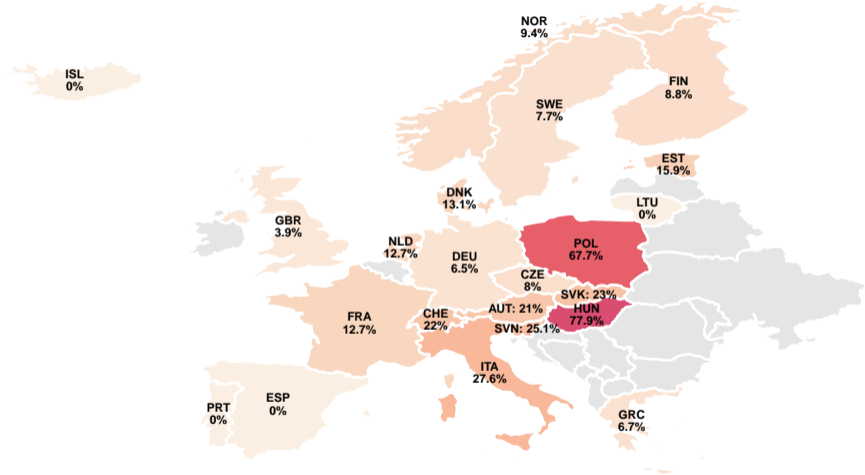 NOR
9.4%
ISL
0%
FIN
8.8%
SWE
7.7%
EST
15.9%
DNK
13.1%
LTU
0%
GBR
3.9%
NLD
12.7%
POL
67.7%
DEU
6.5%
CZE
8%
SVK: 23%
AUT: 21%
HUN
77.9%
FRA
12.7%
CHE
22%
SVN: 25.1%
ITA
27.6%
ESP
0%
PRT
0%
GRC
6.7%